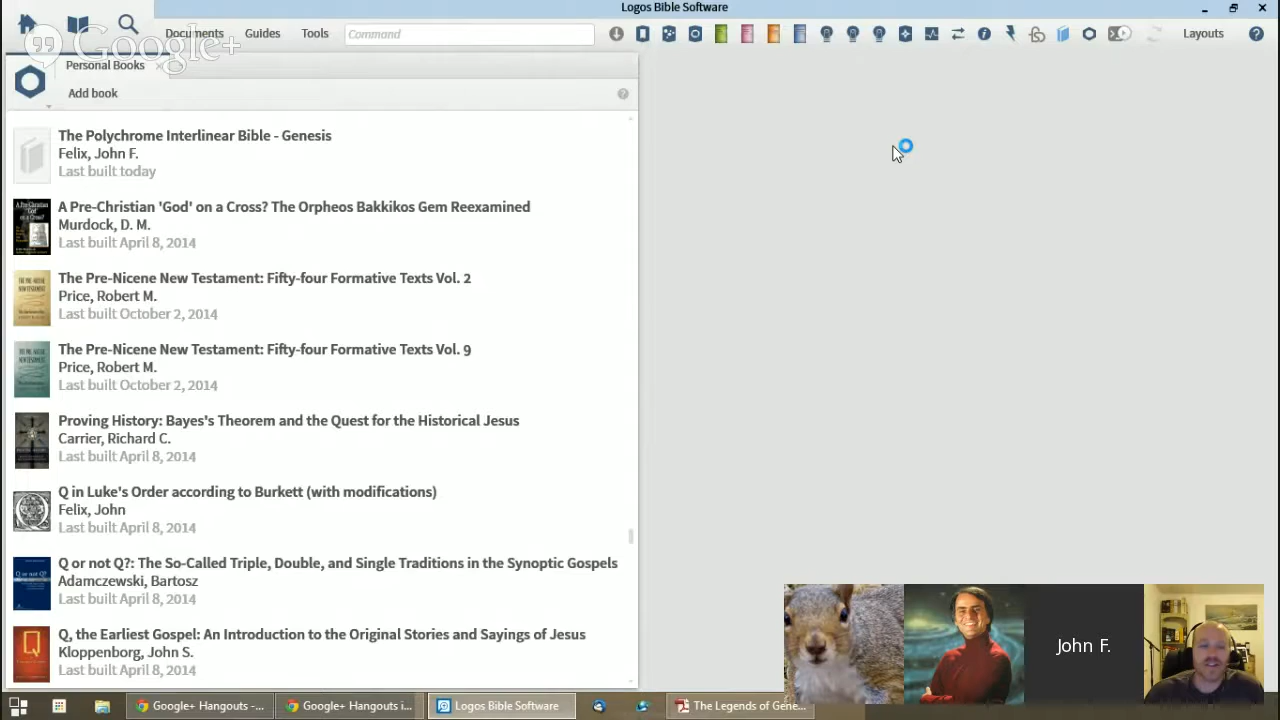 Logos Bible Software
Google+
Documents Guides Tools Command Layouts
Personal Books
Add book
The Polychrome Interlinear Bible - Genesis
Felix, John F.
Last built today
A Pre-Christian 'God' on a Cross? The Orpheos Bakkikos Gem Reexamined
Murdock, D. M.
Last built April 8, 2014
The Pre-Nicene New Testament: Fifty-four Formative Texts Vol. 2
Price, Robert M.
Last built October 2, 2014
The Pre-Nicene New Testament: Fifty-four Formative Texts Vol. 9
Price, Robert M.
Last built October 2, 2014
Proving History: Bayes's Theorem and the Quest for the Historical Jesus
Carrier, Richard C.
Last built April 8, 2014
Q in Luke's Order according to Burkett (with modifications)
Felix, John
Last built April 8, 2014
Q or not Q?: The So-Called Triple, Double, and Single Traditions in the Synoptic Gospels
Adamczewski, Bartosz
Last built April 8, 2014
Q, the Earliest Gospel: An Introduction to the Original Stories and Sayings of Jesus
Kloppenborg, John S.
Last built April 8, 2014
John F.
Google+ Hangouts -... Google+ Hangouts i... Logos Bible Software The Legends of Gene...